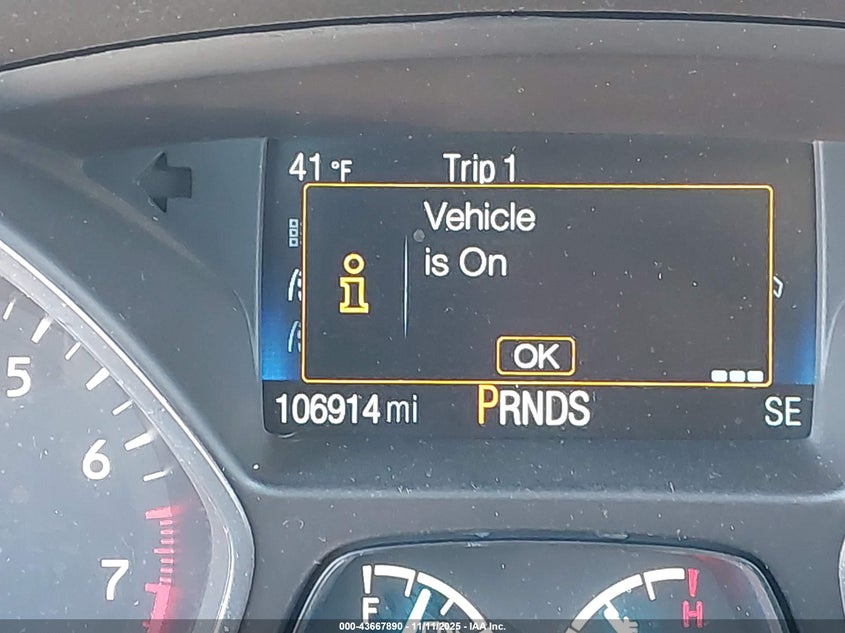 41 °F Trip 1
Vehicle
is On
OK
106914 mi PRNDS SE
5
6
7
F H
000-43667890 - 11/11/2025 - IAA Inc.